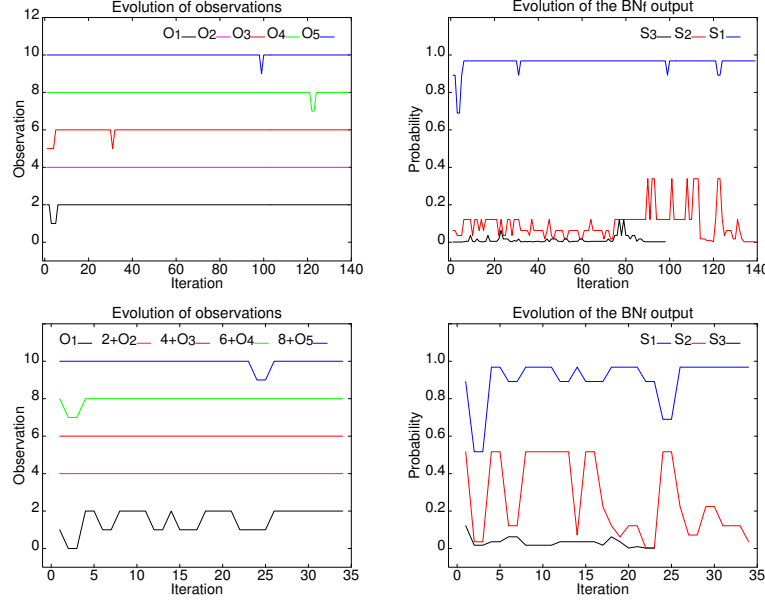 Evolution of observations
12
10
8
6
4
2
0
Observation
O1 O2 O3 O4 O5
0 20 40 60 80 100 120 140
Iteration
Evolution of the BNf output
1.0
0.8
0.6
0.4
0.2
0
Probability
S3 S2 S1
0 20 40 60 80 100 120 140
Iteration
Evolution of observations
10
8
6
4
2
0
Observation
O1 2+O2 4+O3 6+O4 8+O5
0 5 10 15 20 25 30 35
Iteration
Evolution of the BNf output
1.0
0.8
0.6
0.4
0.2
0
Probability
S1 S2 S3
0 5 10 15 20 25 30 35
Iteration